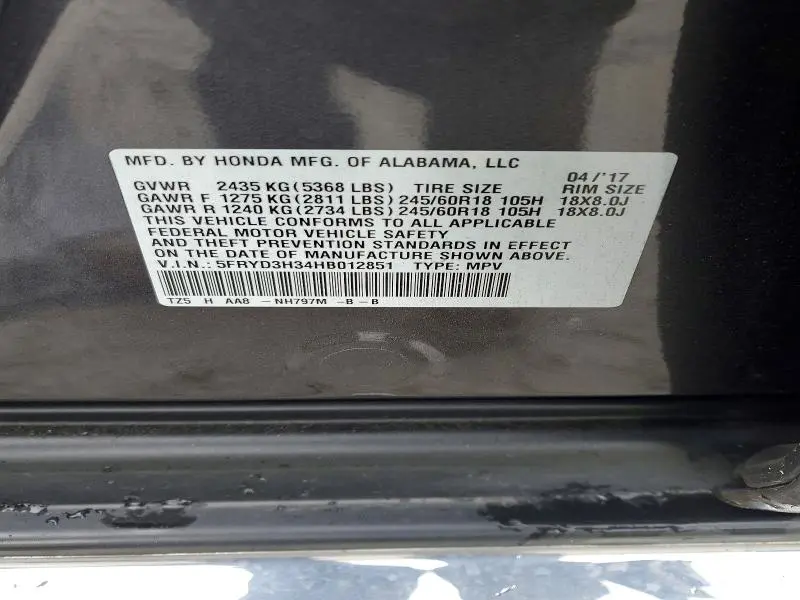 MFD. BY HONDA MFG. OF ALABAMA, LLC
04/'17
GVWR 2435 KG(5368 LBS) TIRE SIZE RIM SIZE
GAWR F 1275 KG(2811 LBS) 245/60R18 105H 18X8.0J
GAWR R 1240 KG(2734 LBS) 245/60R18 105H 18X8.0J
THIS VEHICLE CONFORMS TO ALL APPLICABLE
FEDERAL MOTOR VEHICLE SAFETY
AND THEFT PREVENTION STANDARDS IN EFFECT
ON THE DATE OF MANUFACTURE SHOWN ABOVE.
V.I.N.: 5FRYD3H34HB012851 TYPE: MPV
TZ5 H AA8 -NH797M -B-B